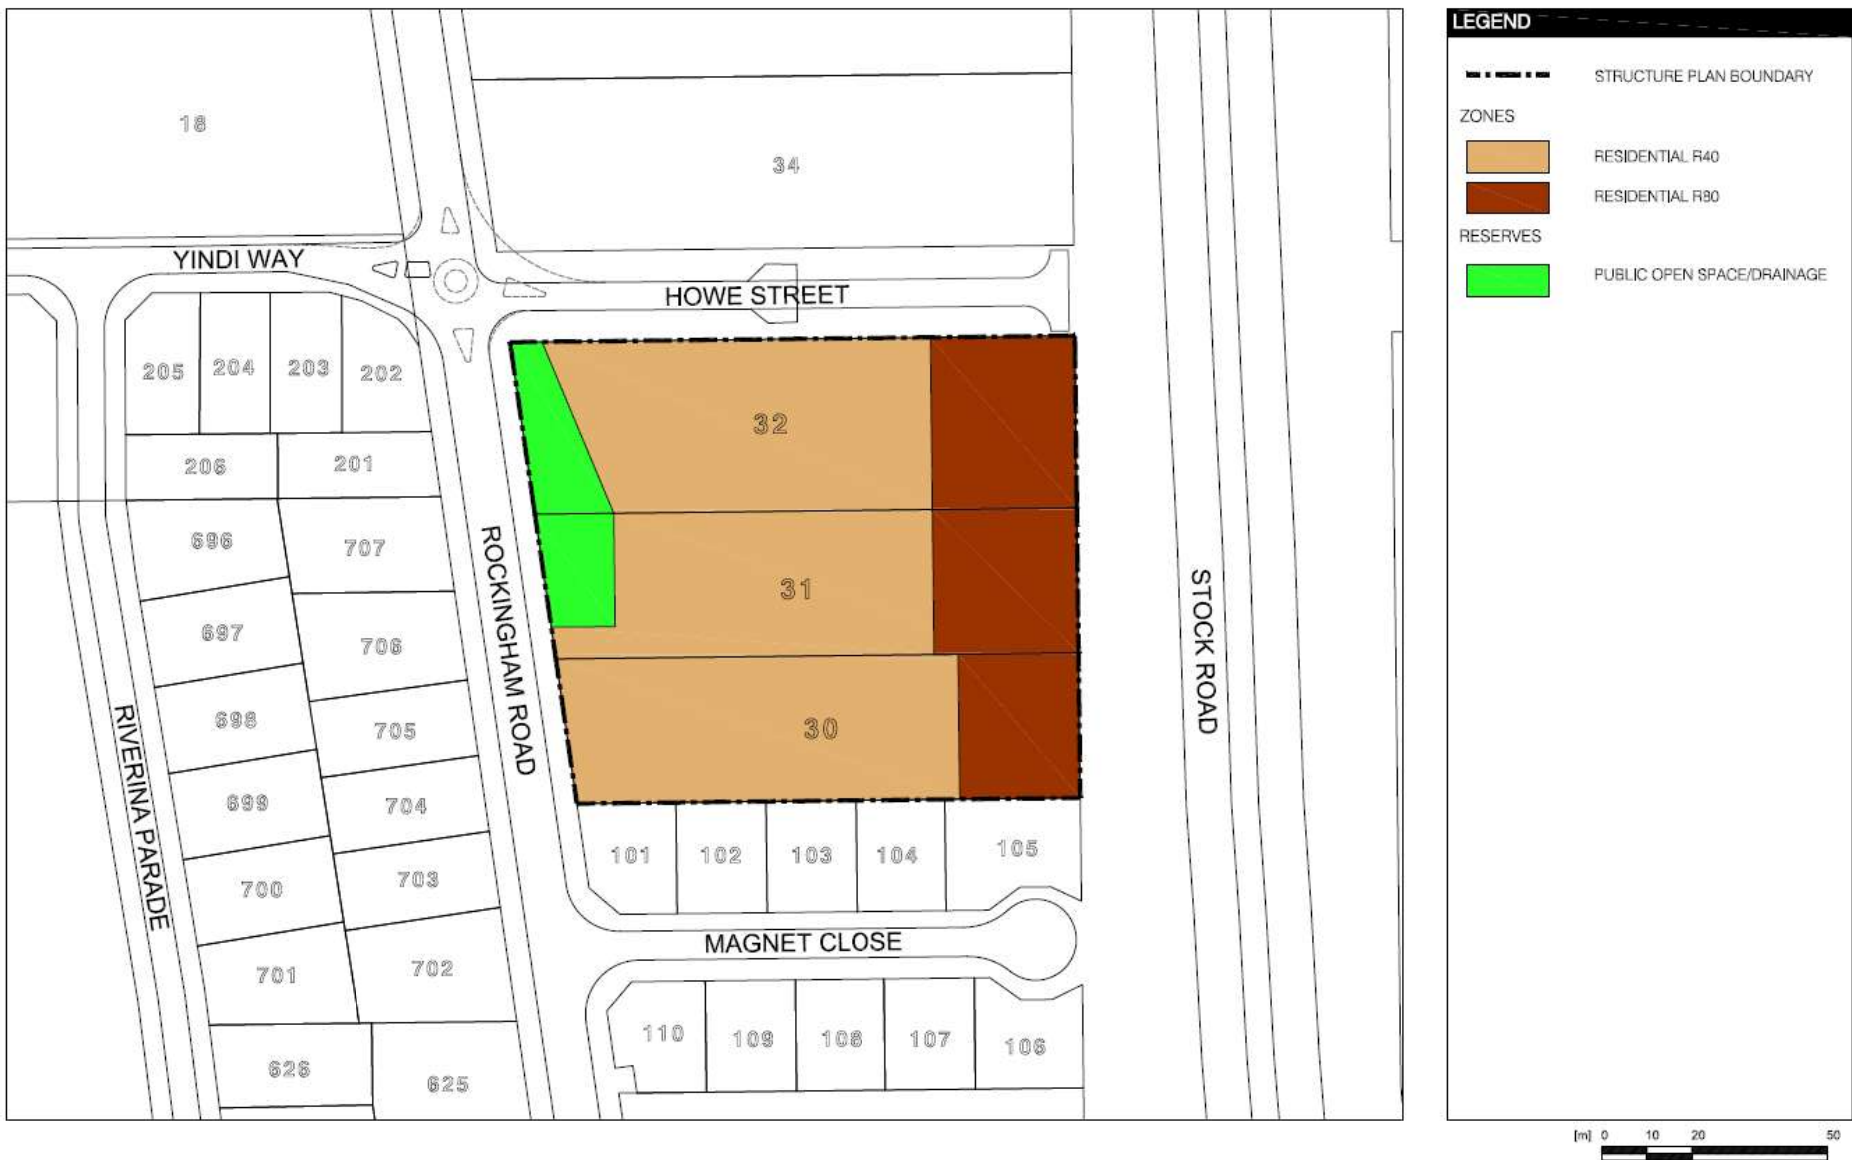 LEGEND
STRUCTURE PLAN BOUNDARY
ZONES
RESIDENTIAL R40
RESIDENTIAL R80
RESERVES
PUBLIC OPEN SPACE/DRAINAGE
18
34
YINDI WAY
HOWE STREET
205
204
203
202
32
206
201
696
707
ROCKINGHAM ROAD
31
STOCK ROAD
697
706
698
705
30
RIVERINA PARADE
699
704
101
102
103
104
105
700
703
MAGNET CLOSE
701
702
110
109
108
107
106
626
625
[m] 0 10 20 50